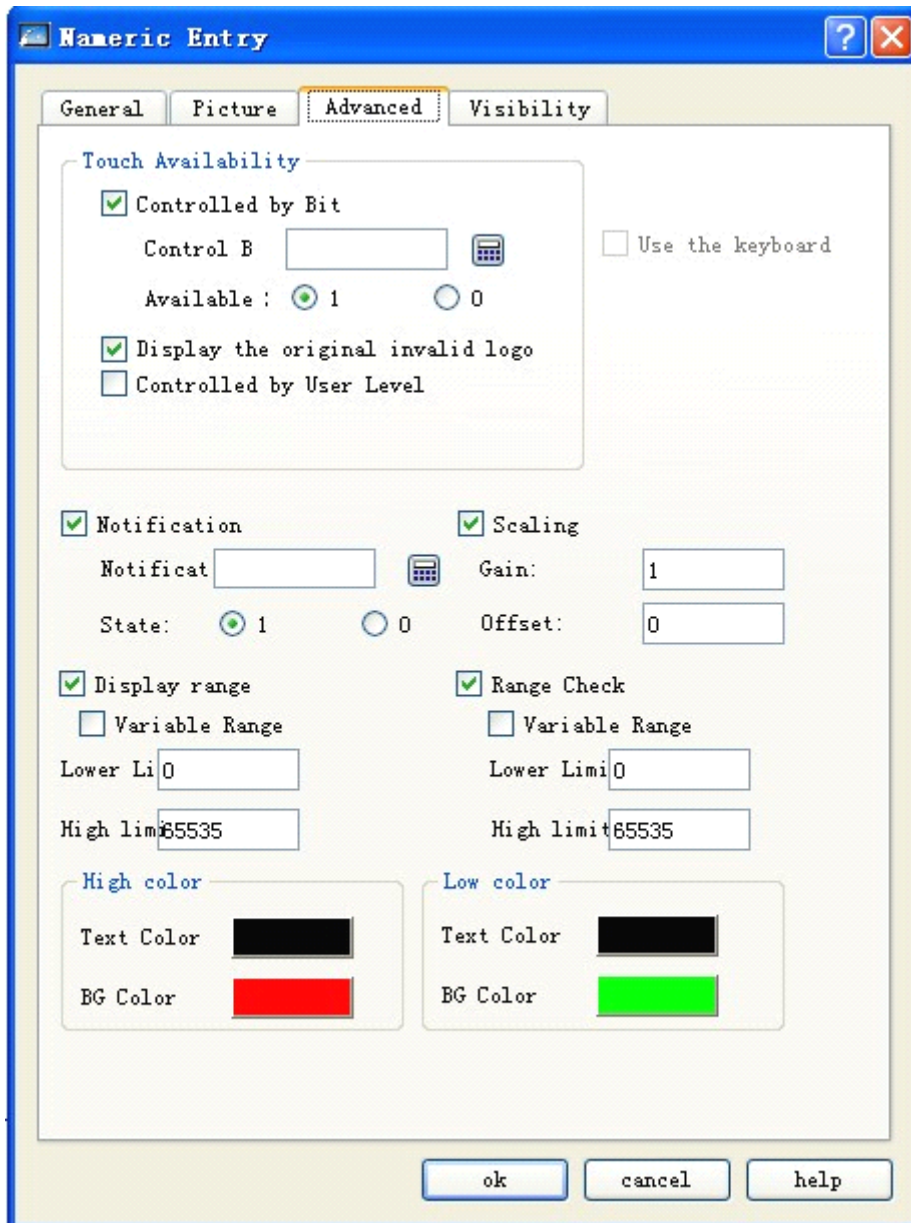 Nameric Entry
General Picture Advanced Visibility
Touch Availability
Controlled by Bit
Control B
Use the keyboard
Available : 1 0
Display the original invalid logo
Controlled by User Level
Notification Scaling
Notificat Gain: 1
State: 1 0 Offset: 0
Display range Range Check
Variable Range Variable Range
Lower Li 0 Lower Limi 0
High limi 65535 High limit 65535
High color Low color
Text Color Text Color
BG Color BG Color
ok cancel help